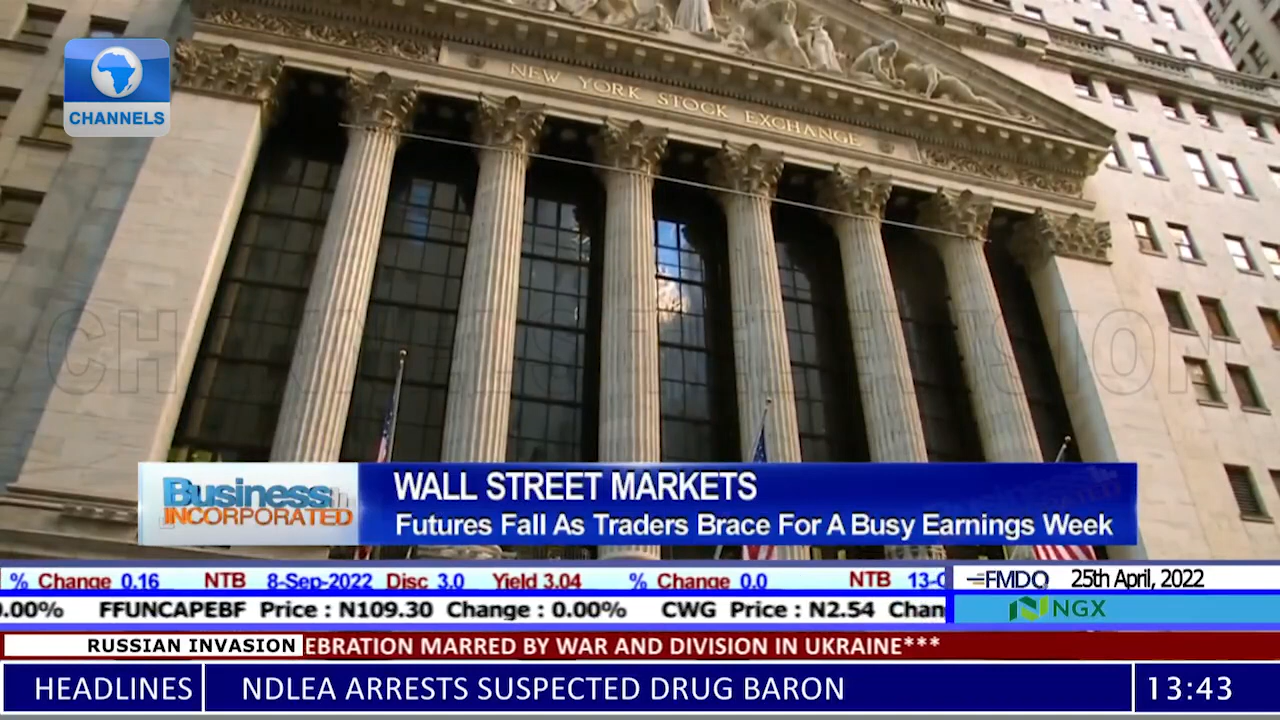 NEW YORK STOCK EXCHANGE
CHANNELS
CHANNELS TELEVISION
Business
INCORPORATED
WALL STREET MARKETS
Futures Fall As Traders Brace For A Busy Earnings Week
% Change 0.16 NTB 8-Sep-2022 Disc 3.0 Yield 3.04 % Change 0.0 NTB 13-
FMDQ 25th April, 2022
0.00% FFUNCAPEBF Price : N109.30 Change : 0.00% CWG Price : N2.54 Chan
NGX
RUSSIAN INVASION EBRATION MARRED BY WAR AND DIVISION IN UKRAINE***
HEADLINES NDLEA ARRESTS SUSPECTED DRUG BARON 13:43